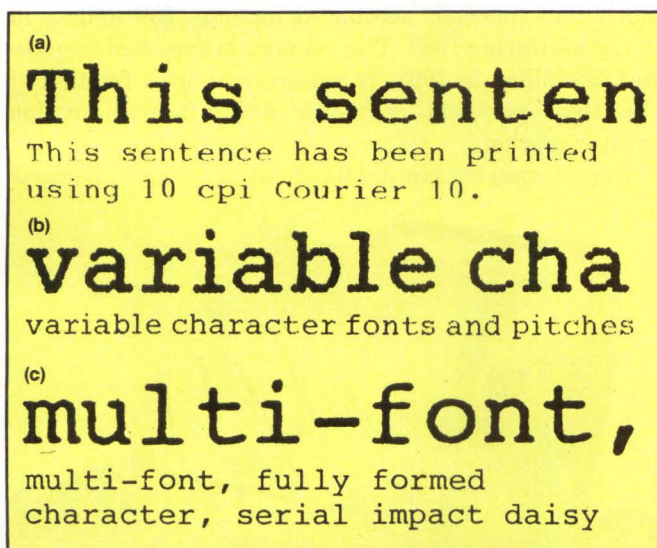 (a)
This senten
This sentence has been printed
using 10 cpi Courier 10.
(b)
variable cha
variable character fonts and pitches
(c)
multi-font,
multi-font, fully formed
character, serial impact daisy